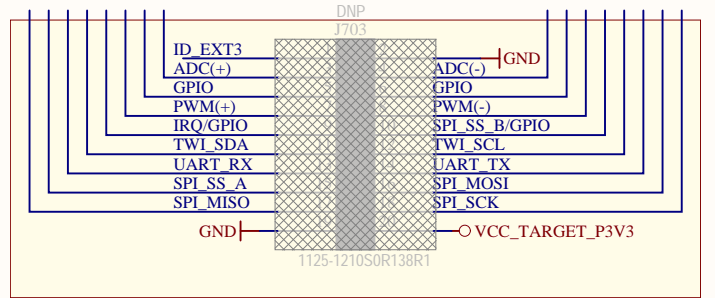 DNP
J703
ID_EXT3
GND
ADC(+) ADC(-)
GPIO GPIO
PWM(+) PWM(-)
IRQ/GPIO SPI_SS_B/GPIO
TWI_SDA TWI_SCL
UART_RX UART_TX
SPI_SS_A SPI_MOSI
SPI_MISO SPI_SCK
GND VCC_TARGET_P3V3
1125-1210S0R138R1